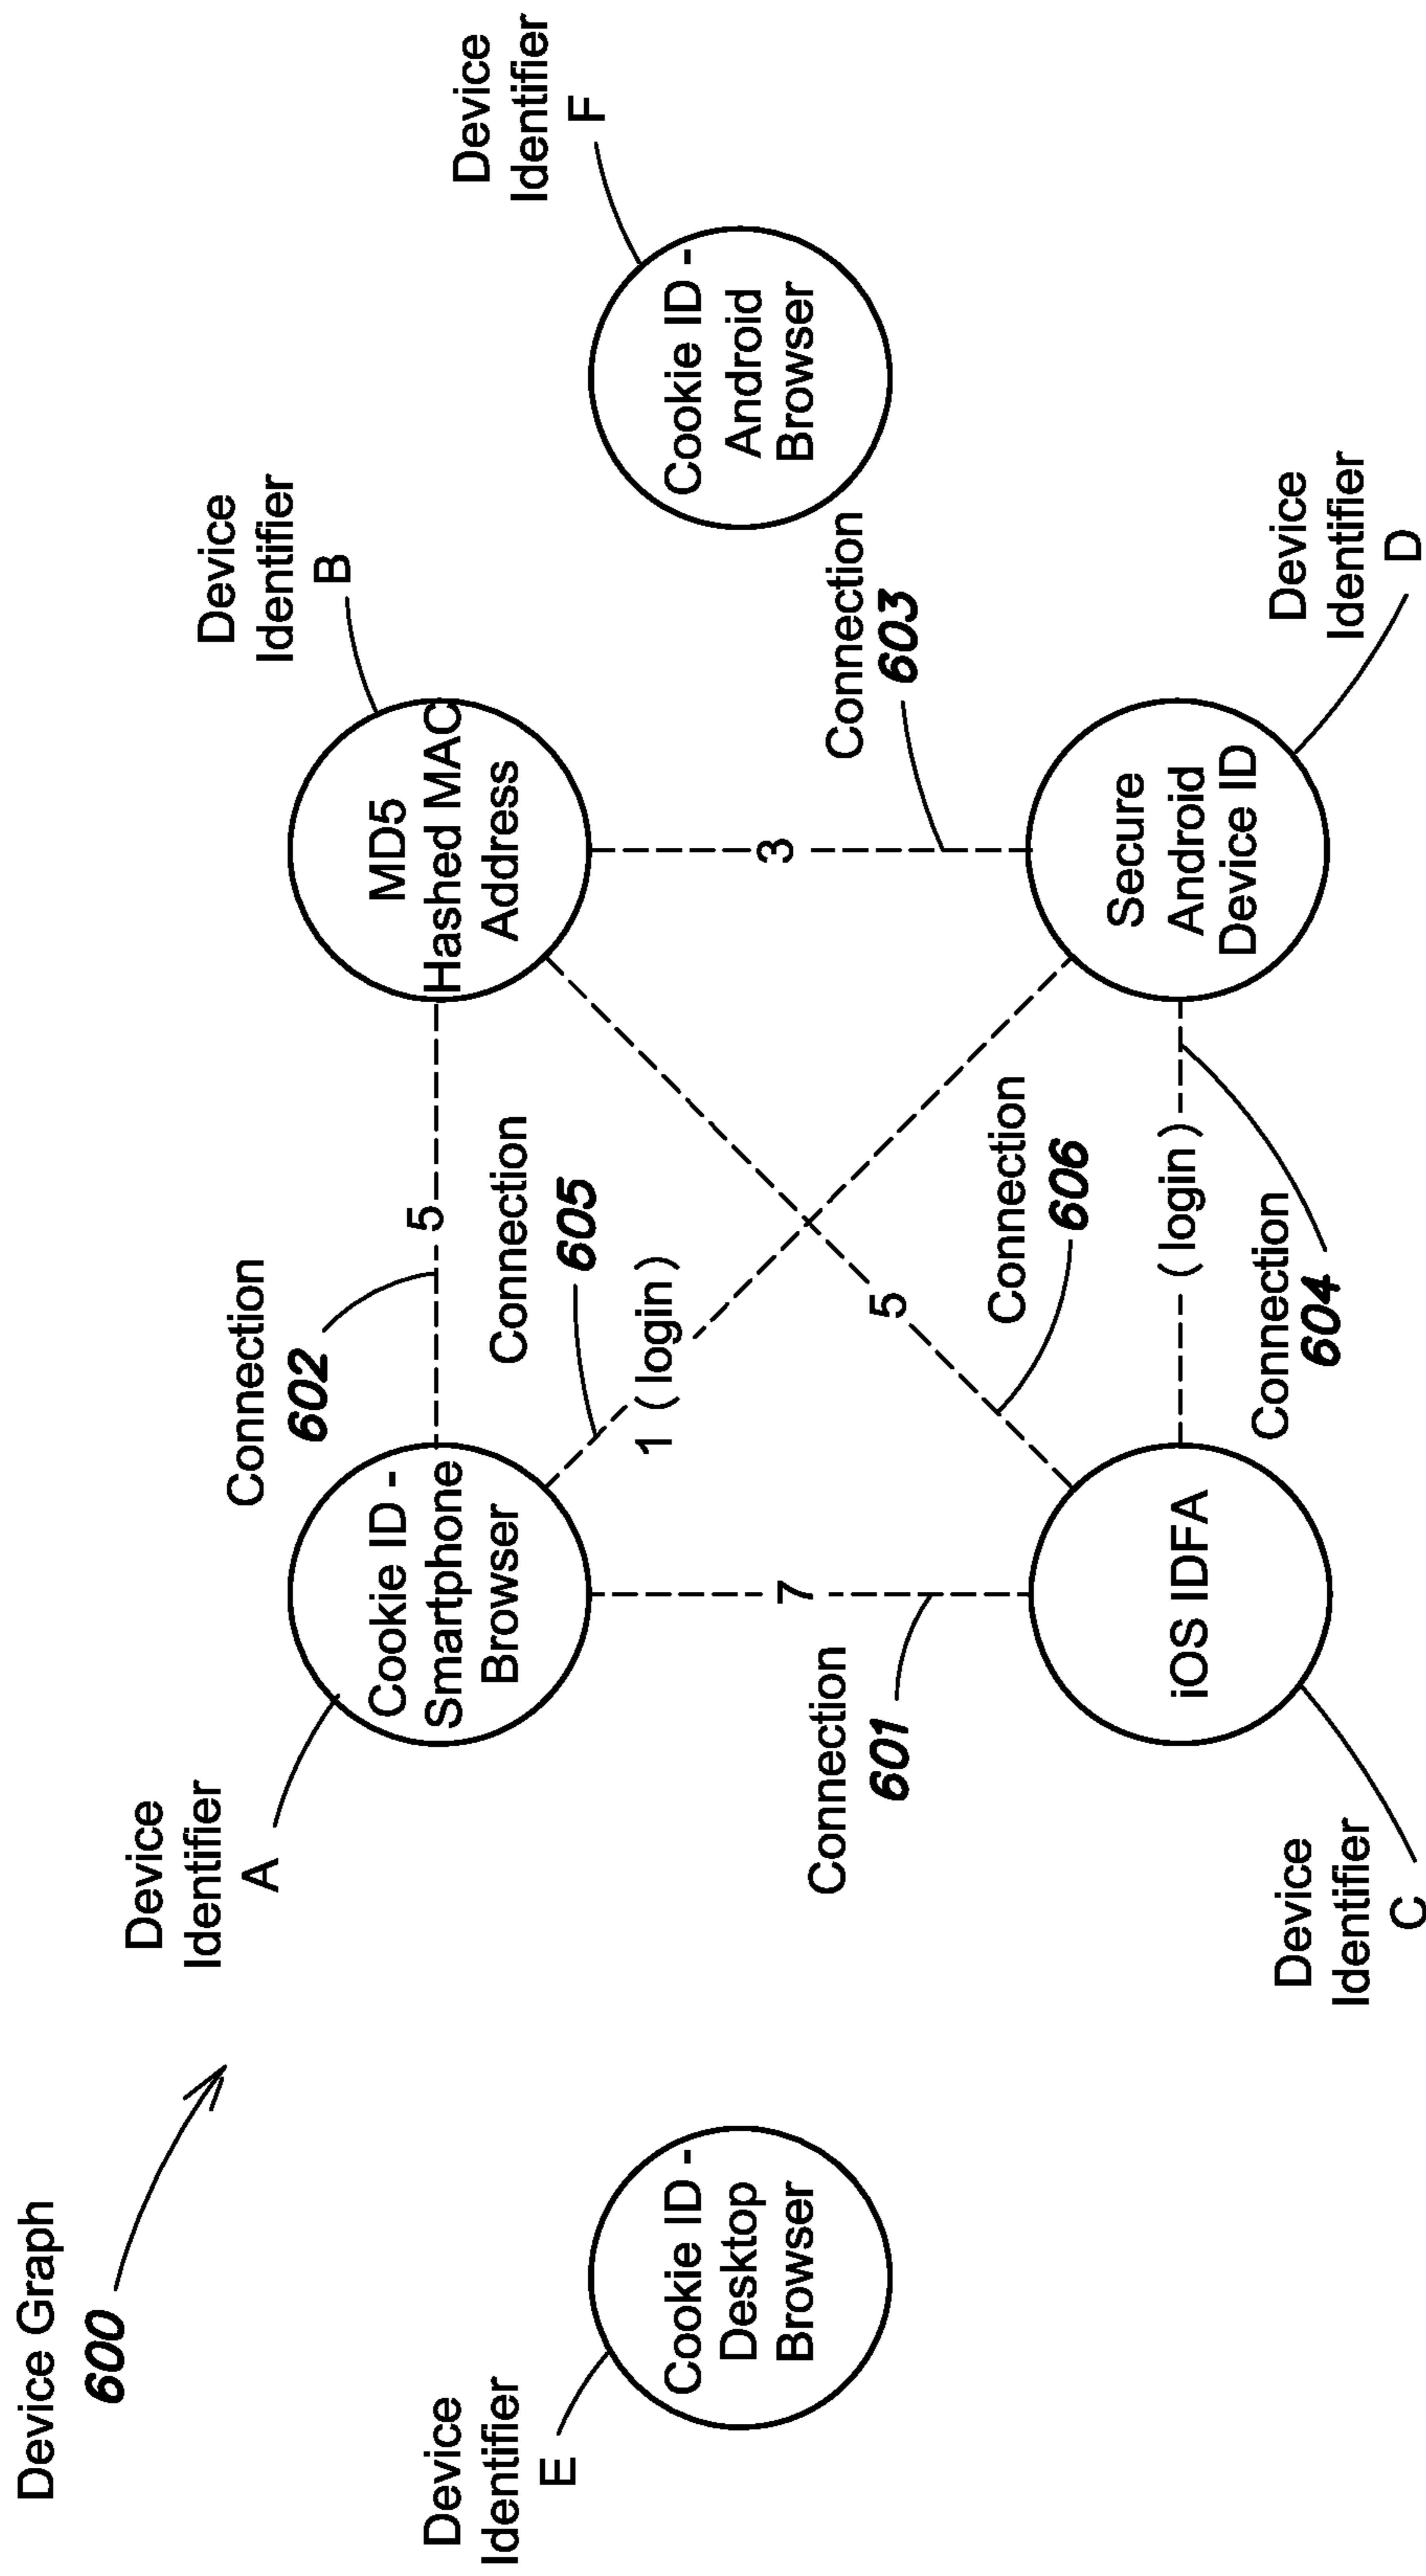 Device Graph
600
Device
Identifier
A
Device
Identifier
B
Device
Identifier
C
Device
Identifier
D
Device
Identifier
E
Device
Identifier
F
Cookie ID -
Smartphone
Browser
MD5
Hashed MAC
Address
iOS IDFA
Secure
Android
Device ID
Cookie ID -
Desktop
Browser
Cookie ID -
Android
Browser
Connection
602
5
Connection
605
1 ( login )
Connection
601
7
Connection
603
3
5
Connection
606
( login )
Connection
604